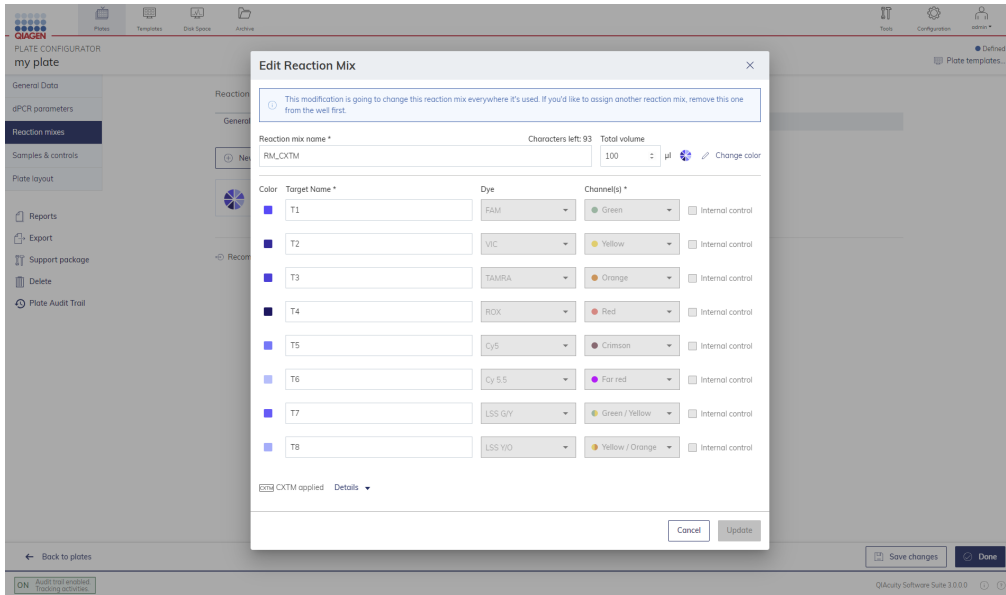 QIAGEN
Plates
Templates
Disk Space
Archive
Tools
Configuration
admin
PLATE CONFIGURATOR
my plate
Defined
Plate templates...
General Data
dPCR parameters
Reaction mixes
Samples & controls
Plate layout
Reports
Export
Support package
Delete
Plate Audit Trail
Reaction
General
Ne
Recom
Edit Reaction Mix
This modification is going to change this reaction mix everywhere it's used. If you'd like to assign another reaction mix, remove this one
from the well first.
Reaction mix name * Characters left: 93 Total volume
RM_CXTM 100 µl Change color
Color Target Name * Dye Channel(s) *
T1 FAM Green Internal control
T2 VIC Yellow Internal control
T3 TAMRA Orange Internal control
T4 ROX Red Internal control
T5 Cy5 Crimson Internal control
T6 Cy 5.5 Far red Internal control
T7 LSS G/Y Green / Yellow Internal control
T8 LSS Y/O Yellow / Orange Internal control
CXTM CXTM applied Details
Cancel Update
Back to plates
Save changes
Done
ON Audit trail enabled.
Tracking activities.
QIAcuity Software Suite 3.0.0.0